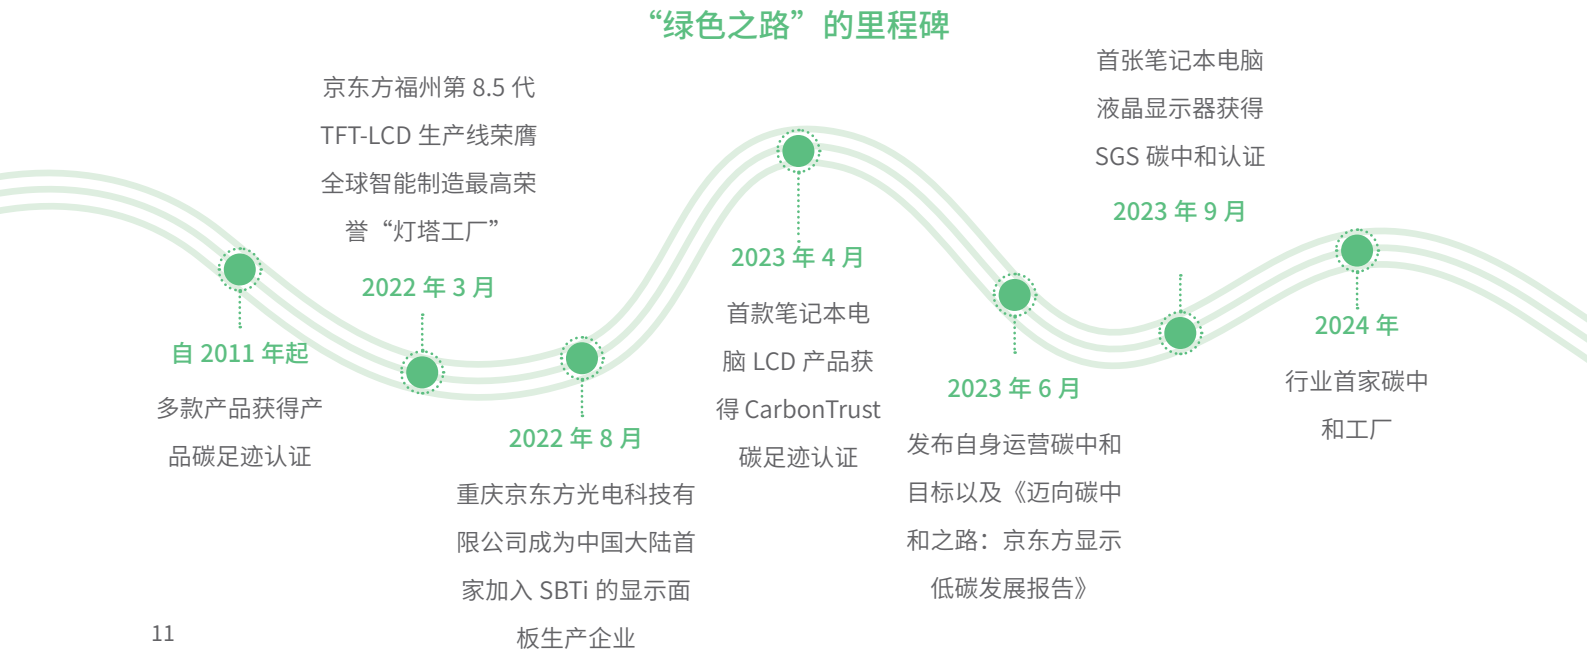 “绿色之路”的里程碑
自 2011 年起
多款产品获得产
品碳足迹认证
京东方福州第 8.5 代
TFT-LCD 生产线荣膺
全球智能制造最高荣
誉“灯塔工厂”
2022 年 3 月
2022 年 8 月
重庆京东方光电科技有
限公司成为中国大陆首
家加入 SBTi 的显示面
板生产企业
2023 年 4 月
首款笔记本电
脑 LCD 产品获
得 CarbonTrust
碳足迹认证
2023 年 6 月
发布自身运营碳中和
目标以及《迈向碳中
和之路：京东方显示
低碳发展报告》
首张笔记本电脑
液晶显示器获得
SGS 碳中和认证
2023 年 9 月
2024 年
行业首家碳中
和工厂
11